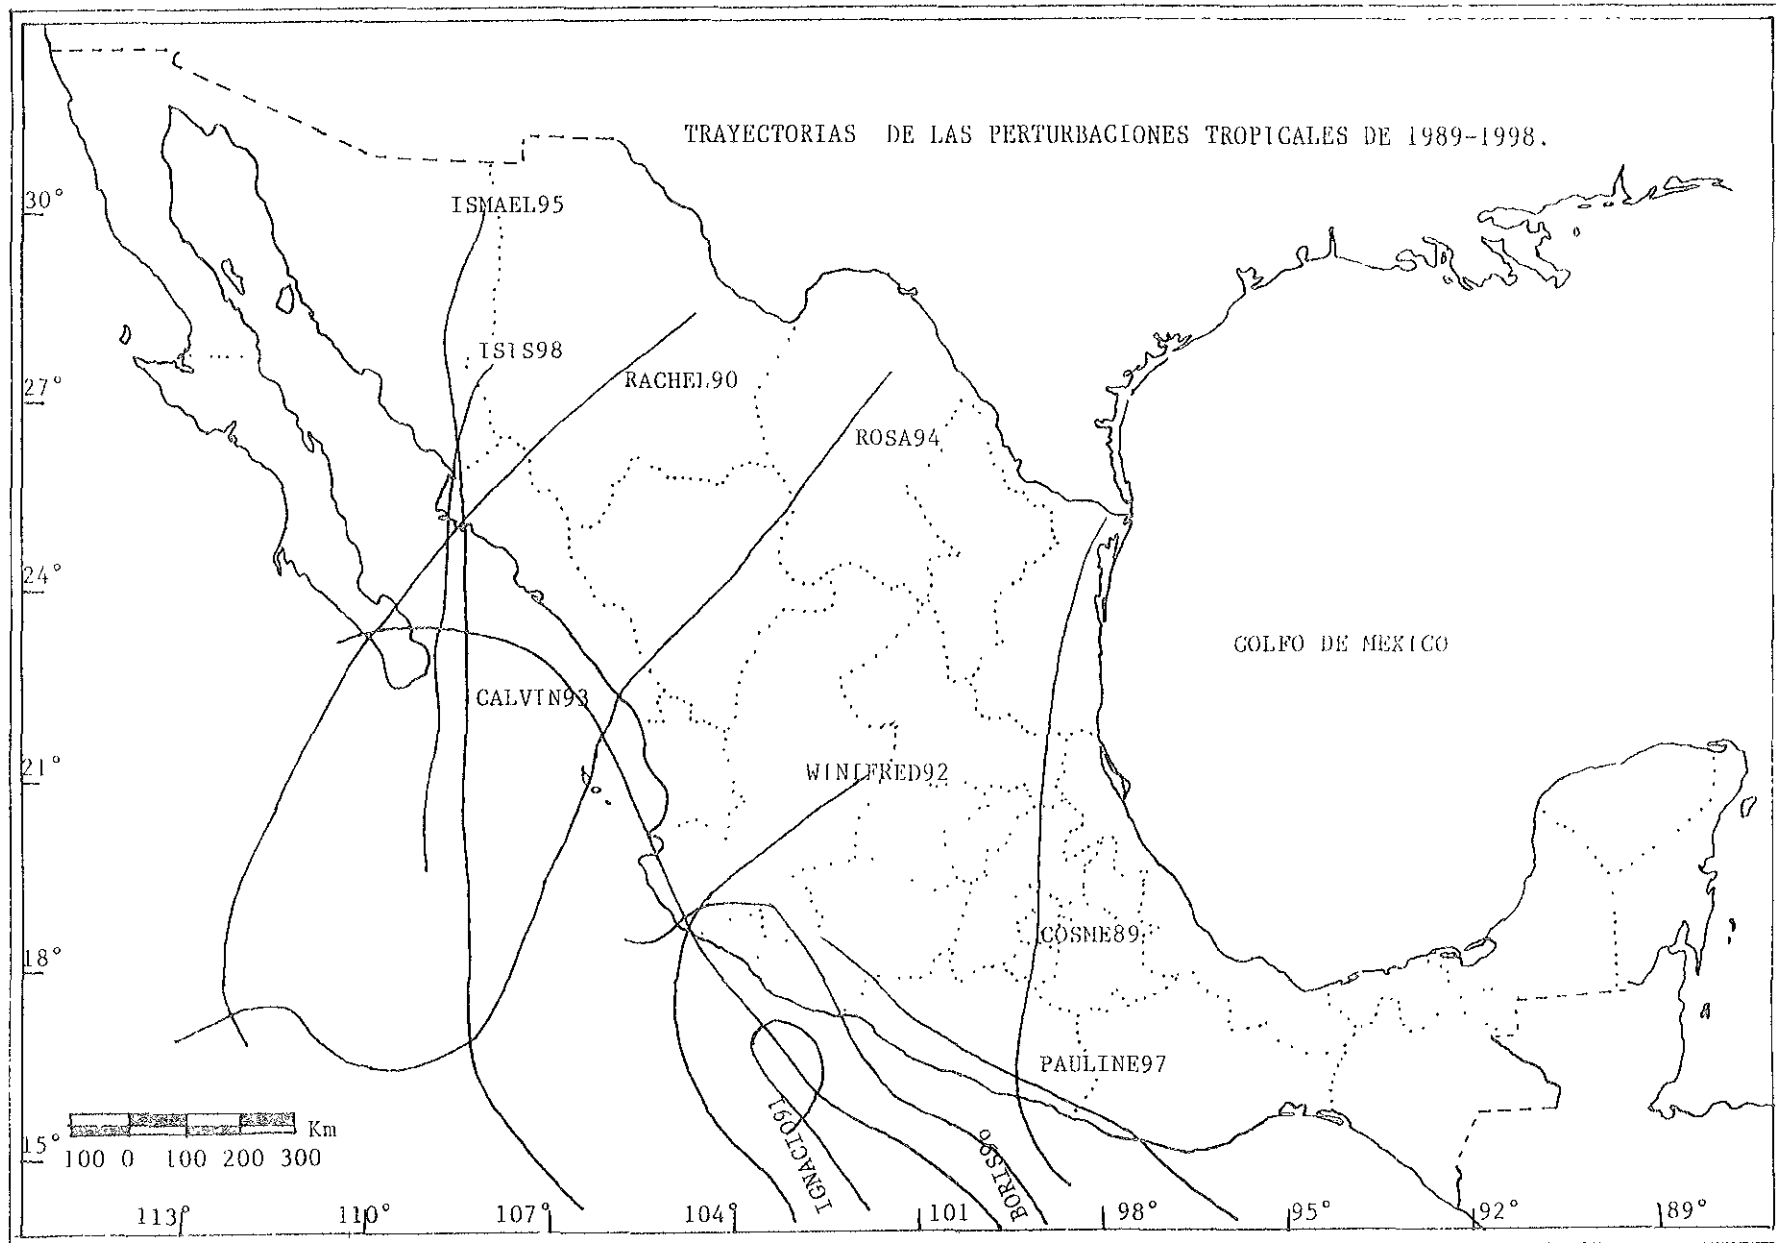 TRAYECTORIAS DE LAS PERTURBACIONES TROPICALES DE 1989-1998.
30°
ISMAEL95
ISIS98
27°
RACHEL90
ROSA94
24°
GOLFO DE MEXICO
CALVIN93
21°
WINIFRED92
18°
COSME89
PAULINE97
IGNACIO91
BORIS96
Km
15°
100 0 100 200 300
113° 110° 107° 104° 101 98° 95° 92° 89°